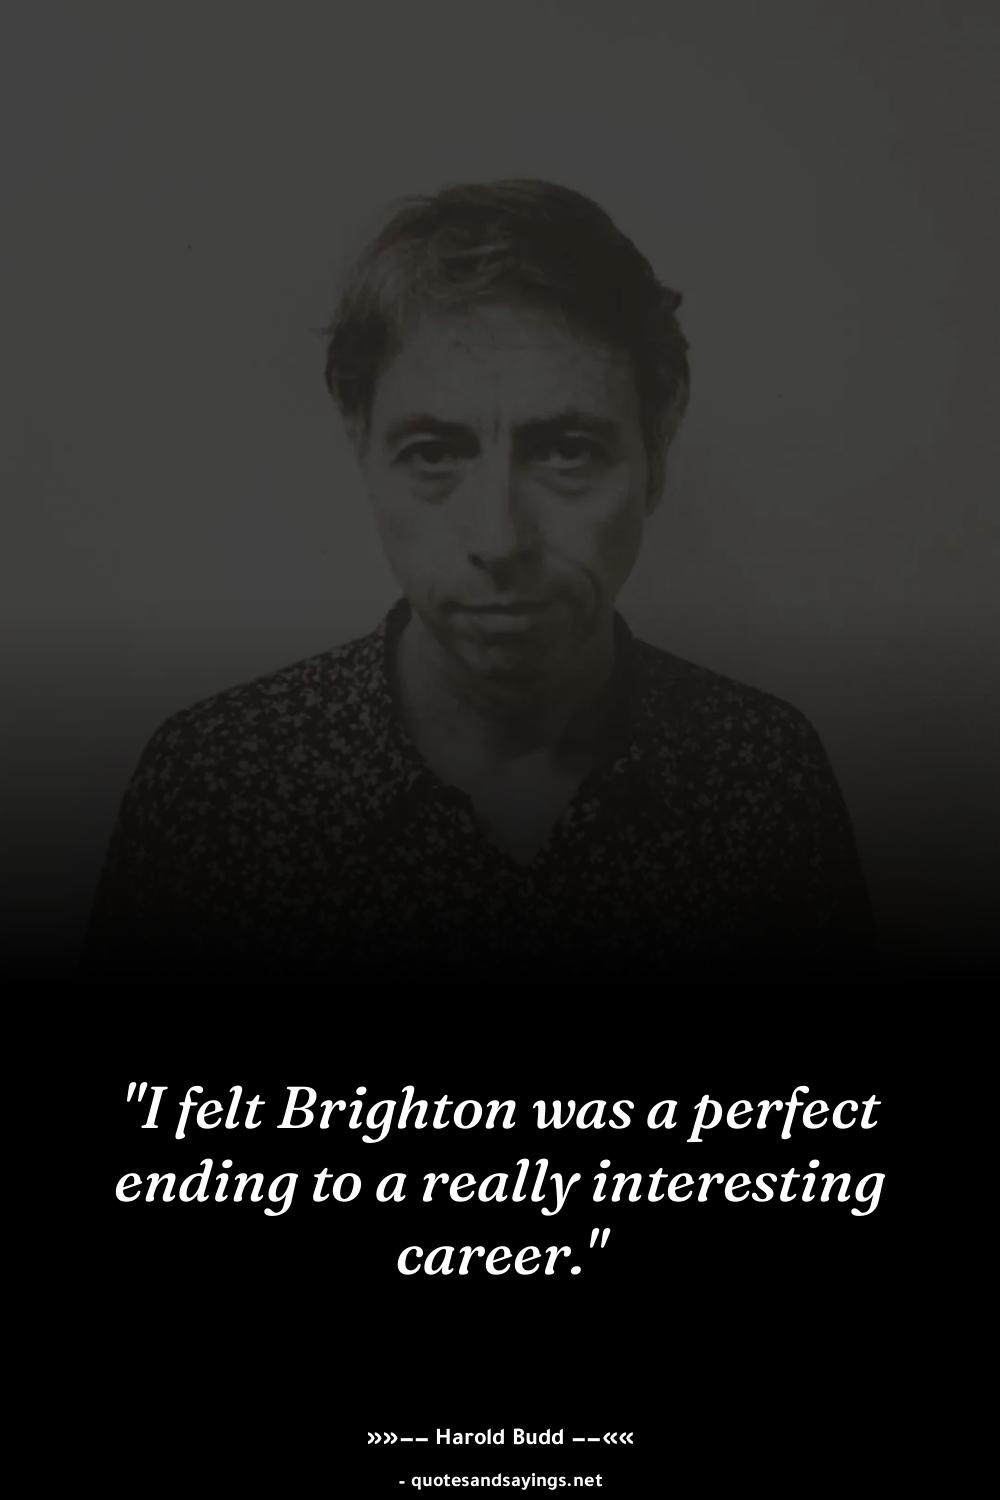 "I felt Brighton was a perfect
ending to a really interesting
career."
»»–– Harold Budd ––««
- quotesandsayings.net